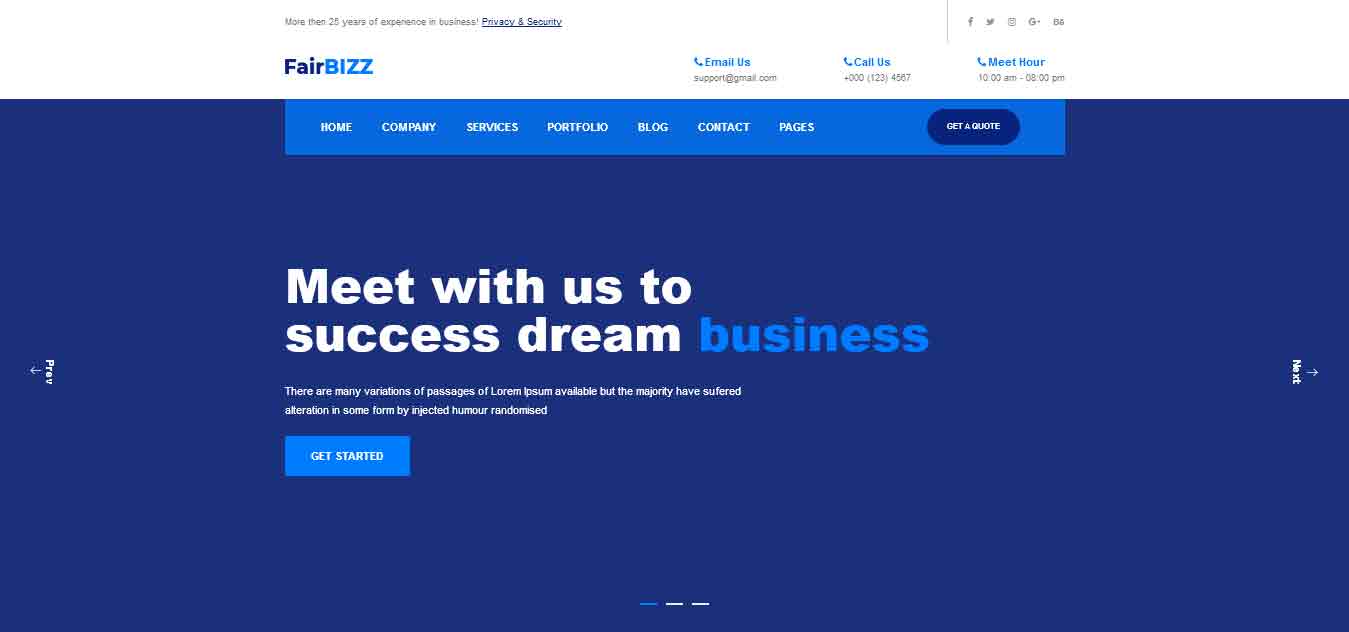 More then 25 years of experience in business! Privacy & Security
f G+ Bē
FairBIZZ
Email Us Call Us Meet Hour
support@gmail.com +000 (123) 4567 10:00 am - 08:00 pm
HOME COMPANY SERVICES PORTFOLIO BLOG CONTACT PAGES GET A QUOTE
Meet with us to
success dream business
Prev
Next
There are many variations of passages of Lorem Ipsum available but the majority have sufered
alteration in some form by injected humour randomised
GET STARTED